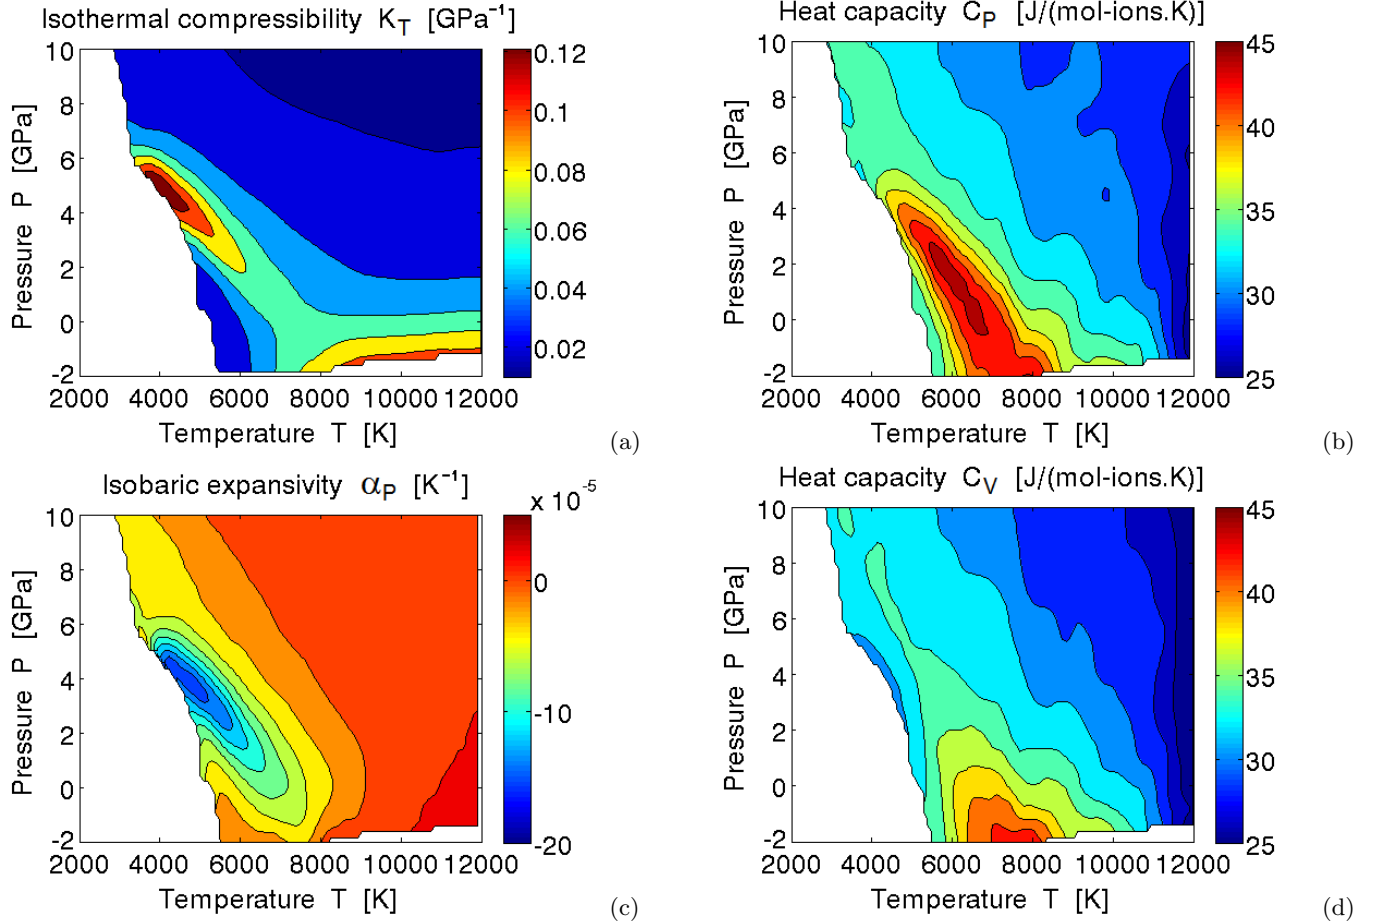 Isothermal compressibility K_T [GPa⁻¹]
10
8
6
4
2
0
-2
Pressure P [GPa]
2000 4000 6000 8000 10000 12000
Temperature T [K]
0.12
0.1
0.08
0.06
0.04
0.02
(a)
Heat capacity C_P [J/(mol-ions.K)]
10
8
6
4
2
0
-2
Pressure P [GPa]
2000 4000 6000 8000 10000 12000
Temperature T [K]
45
40
35
30
25
(b)
Isobaric expansivity α_P [K⁻¹]
x 10⁻⁵
10
8
6
4
2
0
-2
Pressure P [GPa]
2000 4000 6000 8000 10000 12000
Temperature T [K]
0
-10
-20
(c)
Heat capacity C_V [J/(mol-ions.K)]
10
8
6
4
2
0
-2
Pressure P [GPa]
2000 4000 6000 8000 10000 12000
Temperature T [K]
45
40
35
30
25
(d)